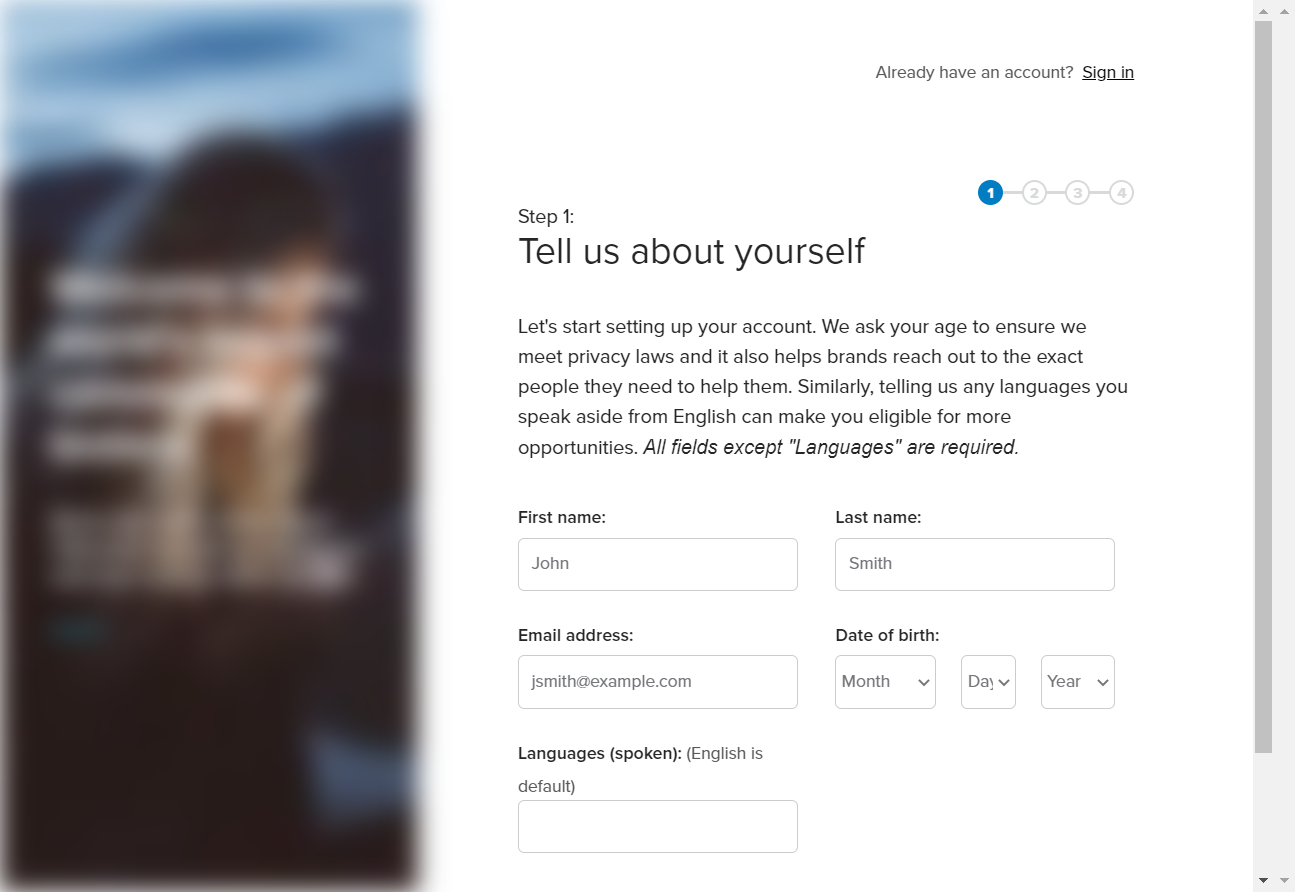 Already have an account? Sign in
1 2 3 4
Step 1:
Tell us about yourself
Let's start setting up your account. We ask your age to ensure we
meet privacy laws and it also helps brands reach out to the exact
people they need to help them. Similarly, telling us any languages you
speak aside from English can make you eligible for more
opportunities. All fields except "Languages" are required.
First name:
Last name:
John
Smith
Email address:
Date of birth:
jsmith@example.com
Month
Day
Year
Languages (spoken): (English is
default)